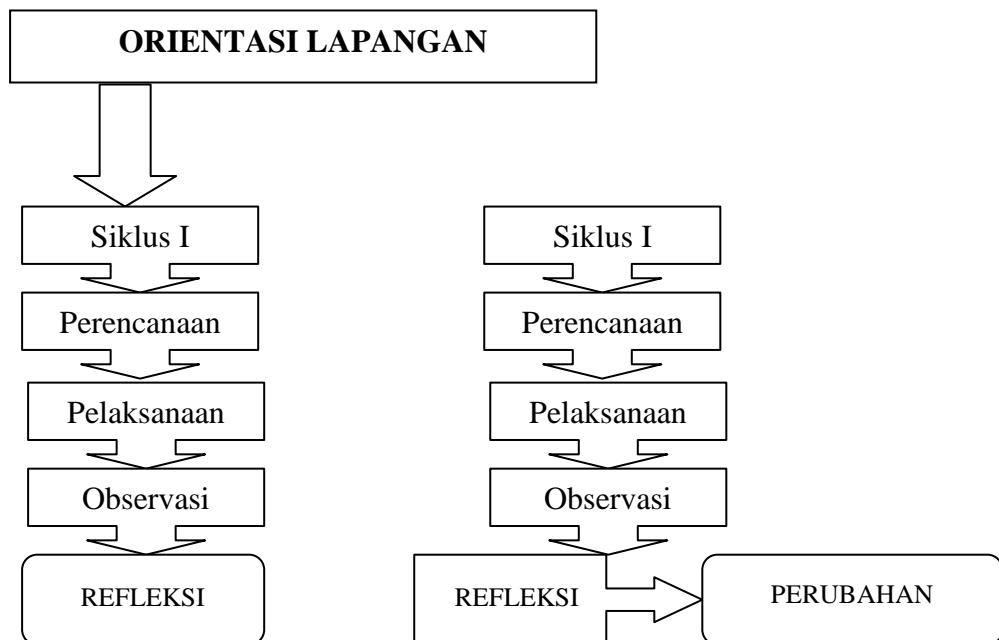 ORIENTASI LAPANGAN
Siklus I
Perencanaan
Pelaksanaan
Observasi
REFLEKSI
Siklus I
Perencanaan
Pelaksanaan
Observasi
REFLEKSI
PERUBAHAN